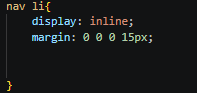 nav li{
    display: inline;
    margin: 0 0 0 15px;
}